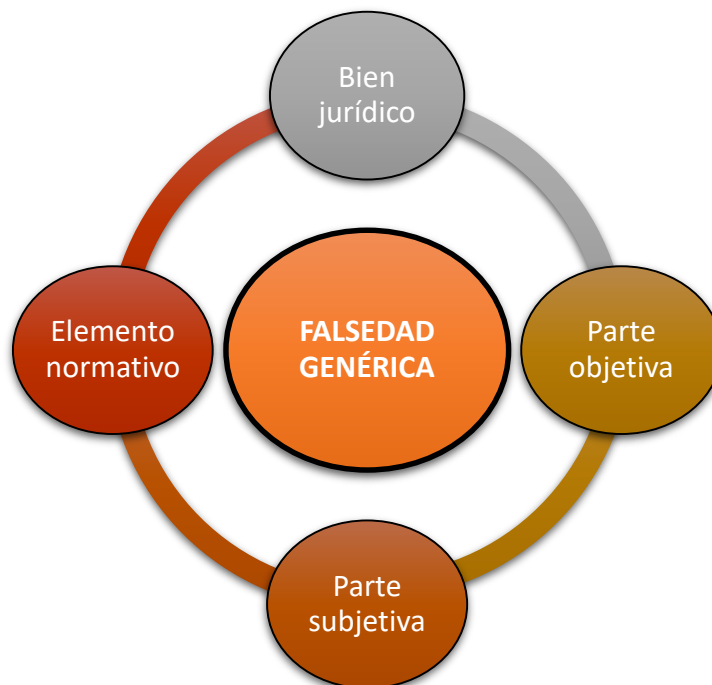 Bien
jurídico
Elemento
normativo
FALSEDAD
GENÉRICA
Parte
objetiva
Parte
subjetiva